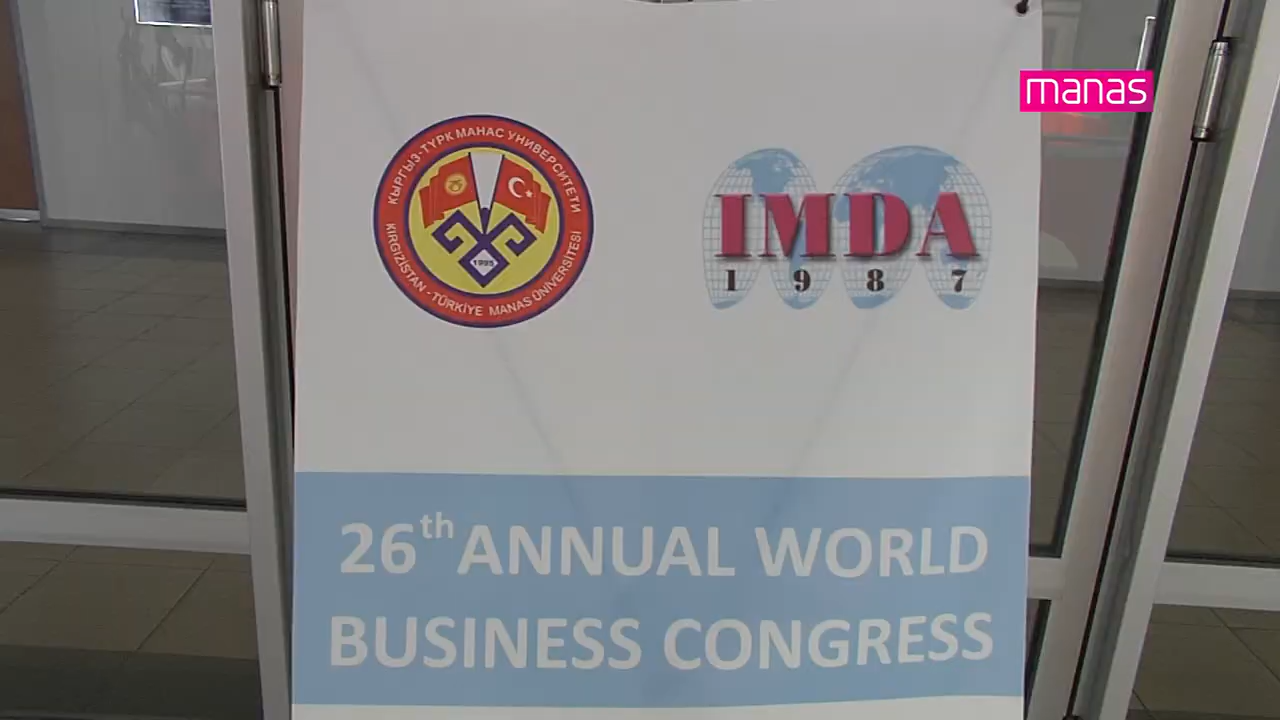 manas
КЫРГЫЗ-ТҮРК МАНАС УНИВЕРСИТЕТИ
KIRGIZİSTAN - TÜRKİYE MANAS ÜNİVERSİTESİ
1995
IMDA
1987
26th ANNUAL WORLD
BUSINESS CONGRESS